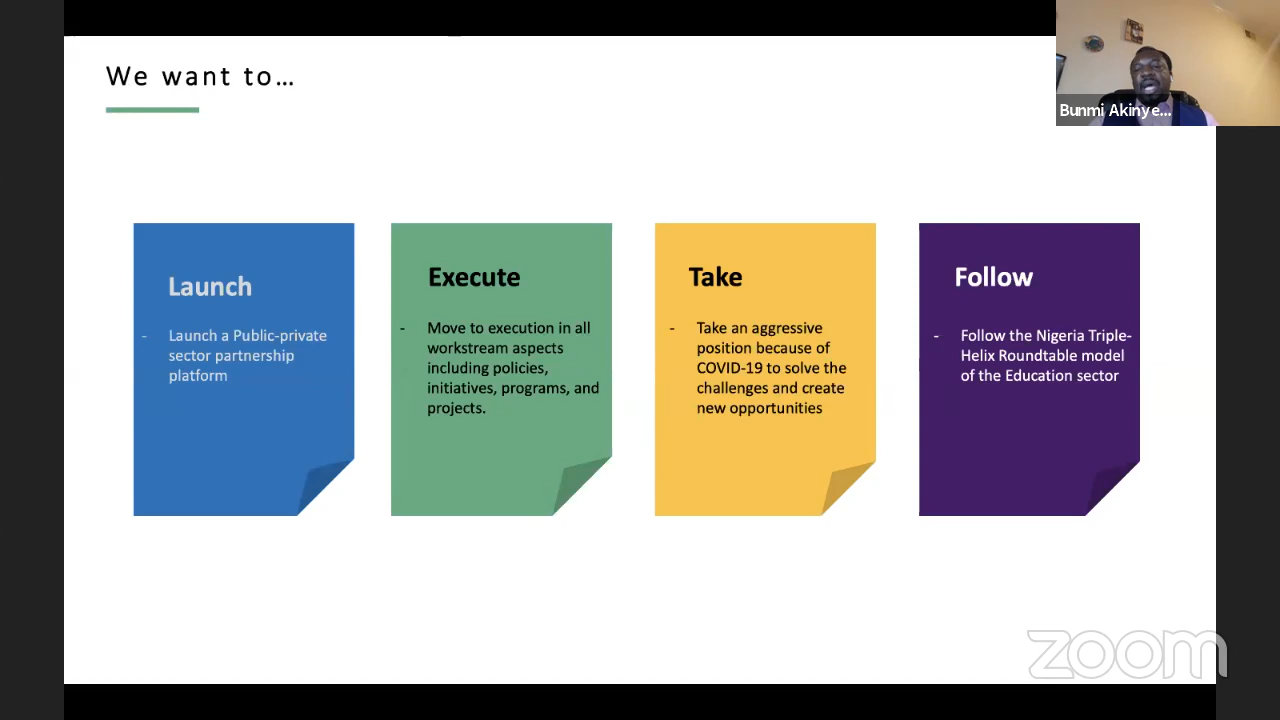 We want to…
Bunmi Akinye...
Launch
- Launch a Public-private
sector partnership
platform
Execute
- Move to execution in all
workstream aspects
including policies,
initiatives, programs, and
projects.
Take
- Take an aggressive
position because of
COVID-19 to solve the
challenges and create
new opportunities
Follow
- Follow the Nigeria Triple-
Helix Roundtable model
of the Education sector
zoom